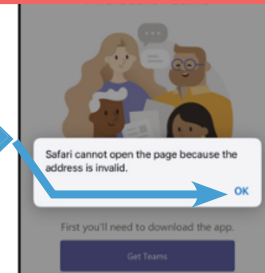 Safari cannot open the page because the
address is invalid.
OK
First you'll need to download the app.
Get Teams